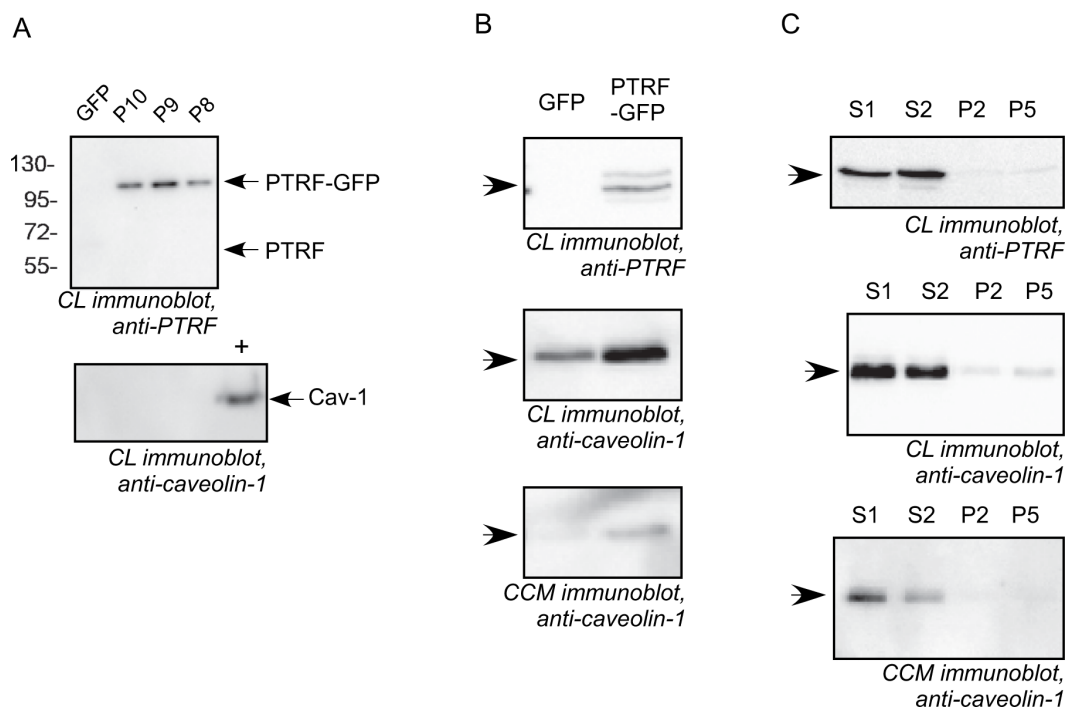 A
GFP P10 P9 P8
130-
95-
72-
55-
PTRF-GFP
PTRF
CL immunoblot,
anti-PTRF
+
Cav-1
CL immunoblot,
anti-caveolin-1
B
GFP PTRF
-GFP
CL immunoblot,
anti-PTRF
CL immunoblot,
anti-caveolin-1
CCM immunoblot,
anti-caveolin-1
C
S1 S2 P2 P5
CL immunoblot,
anti-PTRF
S1 S2 P2 P5
CL immunoblot,
anti-caveolin-1
S1 S2 P2 P5
CCM immunoblot,
anti-caveolin-1